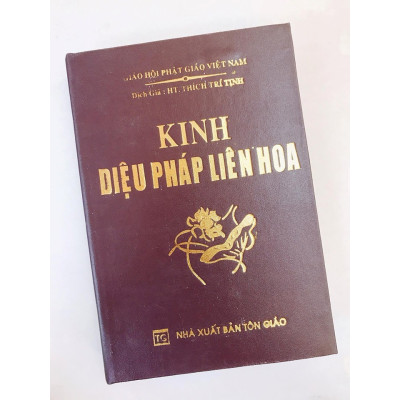 GIÁO HỘI PHẬT GIÁO VIỆT NAM
Dịch Giả : HT. THÍCH TRÍ TỊNH
KINH
DIỆU PHÁP LIÊN HOA
TG
NHÀ XUẤT BẢN TÔN GIÁO